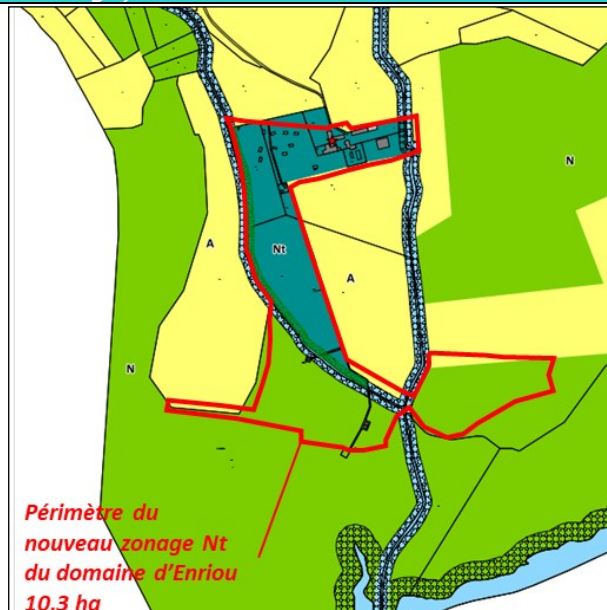 N
A
Nt
A
N
Périmètre du
nouveau zonage Nt
du domaine d'Enriou
10.3 ha